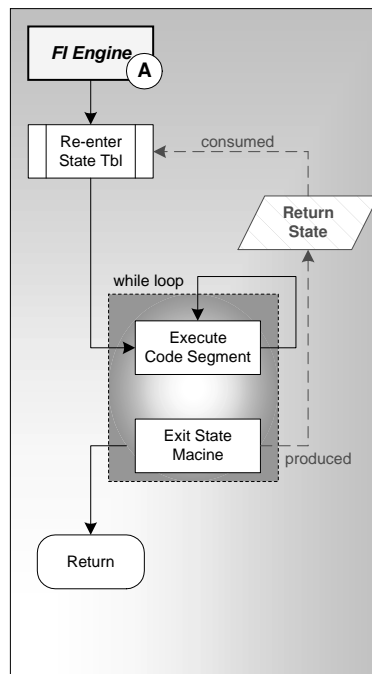 FI Engine
A
Re-enter
State Tbl
consumed
Return
State
while loop
Execute
Code Segment
Exit State
Macine
produced
Return